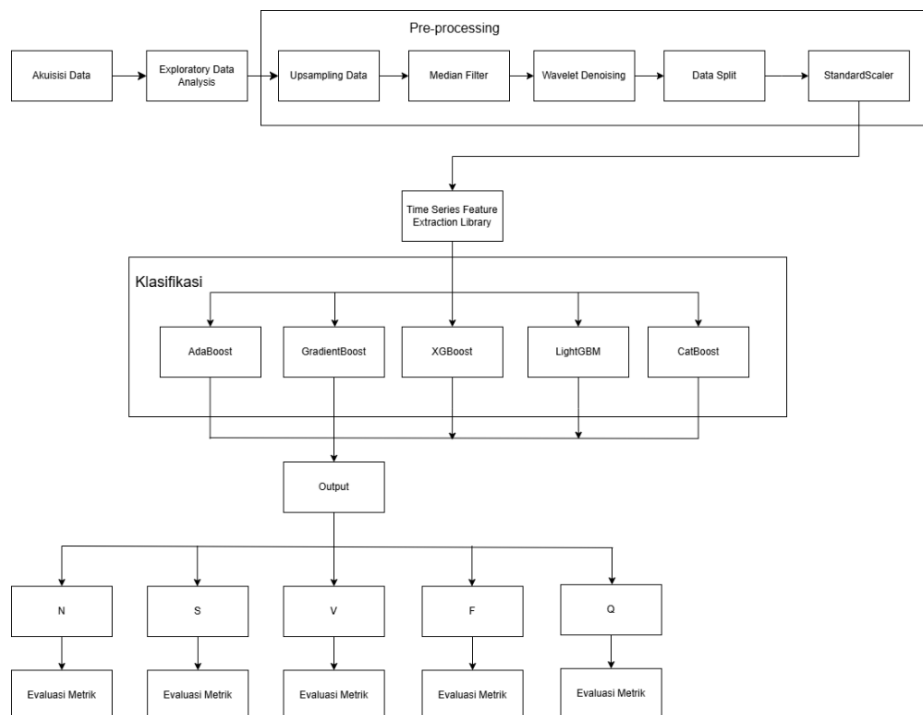 Pre-processing
Akuisisi Data
Exploratory Data
Analysis
Upsampling Data
Median Filter
Wavelet Denoising
Data Split
StandardScaler
Time Series Feature
Extraction Library
Klasifikasi
AdaBoost
GradientBoost
XGBoost
LightGBM
CatBoost
Output
N
S
V
F
Q
Evaluasi Metrik
Evaluasi Metrik
Evaluasi Metrik
Evaluasi Metrik
Evaluasi Metrik